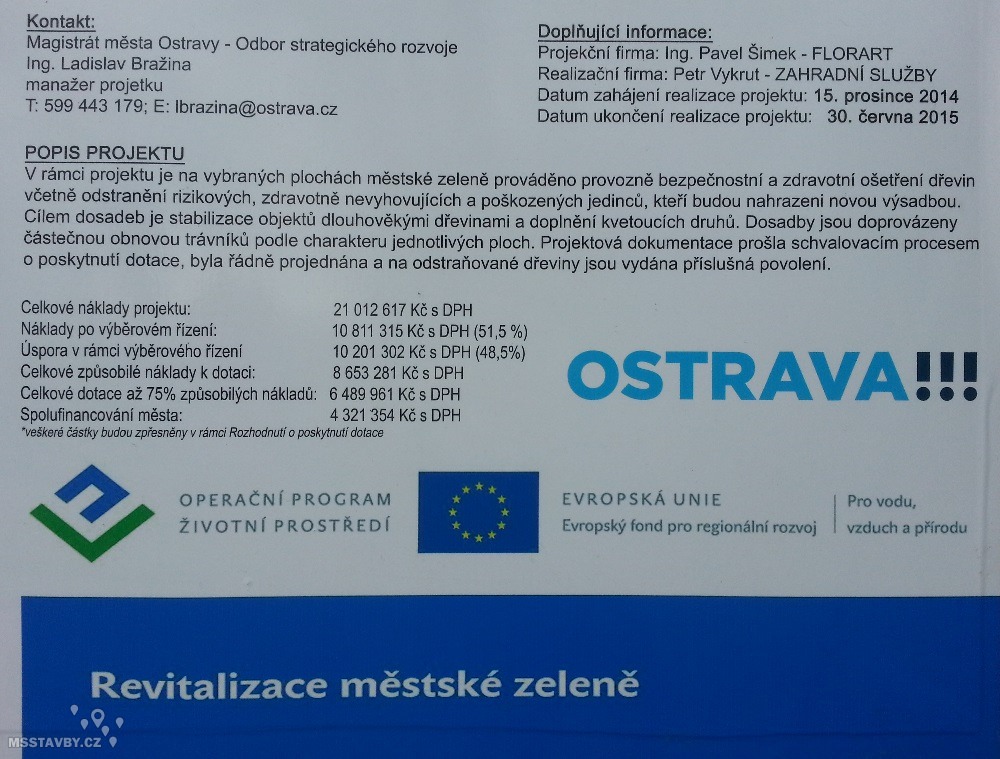 Kontakt:
Magistrát města Ostravy - Odbor strategického rozvoje
Ing. Ladislav Bražina
manažer projetku
T: 599 443 179; E: lbrazina@ostrava.cz
Doplňující informace:
Projekční firma: Ing. Pavel Šimek - FLORART
Realizační firma: Petr Vykrut - ZAHRADNÍ SLUŽBY
Datum zahájení realizace projektu: 15. prosince 2014
Datum ukončení realizace projektu: 30. června 2015
POPIS PROJEKTU
V rámci projektu je na vybraných plochách městské zeleně prováděno provozně bezpečnostní a zdravotní ošetření dřevin
včetně odstranění rizikových, zdravotně nevyhovujících a poškozených jedinců, kteří budou nahrazeni novou výsadbou.
Cílem dosadeb je stabilizace objektů dlouhověkými dřevinami a doplnění kvetoucích druhů. Dosadby jsou doprovázeny
částečnou obnovou trávníků podle charakteru jednotlivých ploch. Projektová dokumentace prošla schvalovacím procesem
o poskytnutí dotace, byla řádně projednána a na odstraňované dřeviny jsou vydána příslušná povolení.
Celkové náklady projektu: 21 012 617 Kč s DPH
Náklady po výběrovém řízení: 10 811 315 Kč s DPH (51,5 %)
Úspora v rámci výběrového řízení 10 201 302 Kč s DPH (48,5%)
Celkové způsobilé náklady k dotaci: 8 653 281 Kč s DPH
Celkové dotace až 75% způsobilých nákladů: 6 489 961 Kč s DPH
Spolufinancování města: 4 321 354 Kč s DPH
*veškeré částky budou zpřesněny v rámci Rozhodnutí o poskytnutí dotace
OSTRAVA!!!
OPERAČNÍ PROGRAM
ŽIVOTNÍ PROSTŘEDÍ
EVROPSKÁ UNIE
Evropský fond pro regionální rozvoj
Pro vodu,
vzduch a přírodu
Revitalizace městské zeleně
MSSTAVBY.CZ